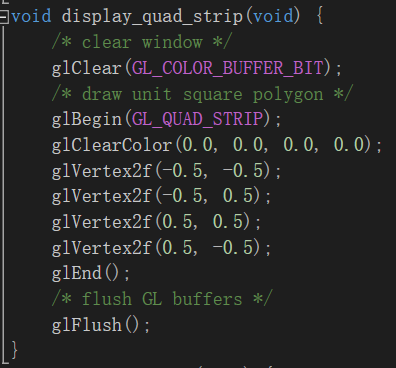 void display_quad_strip(void) {
/* clear window */
glClear(GL_COLOR_BUFFER_BIT);
/* draw unit square polygon */
glBegin(GL_QUAD_STRIP);
glClearColor(0.0, 0.0, 0.0, 0.0);
glVertex2f(-0.5, -0.5);
glVertex2f(-0.5, 0.5);
glVertex2f(0.5, 0.5);
glVertex2f(0.5, -0.5);
glEnd();
/* flush GL buffers */
glFlush();
}